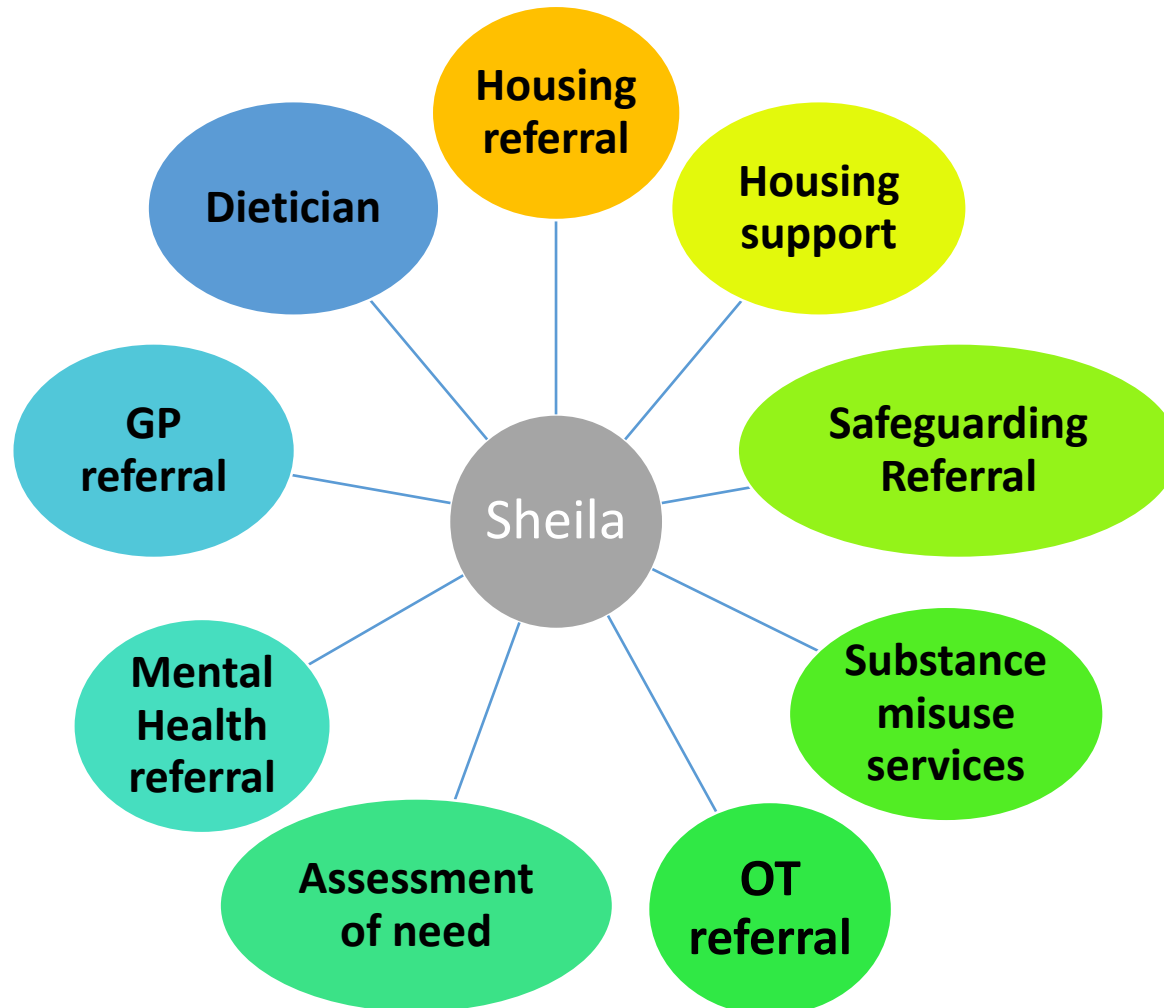 Housing
referral
Housing
support
Safeguarding
Referral
Substance
misuse
services
OT
referral
Assessment
of need
Mental
Health
referral
GP
referral
Dietician
Sheila